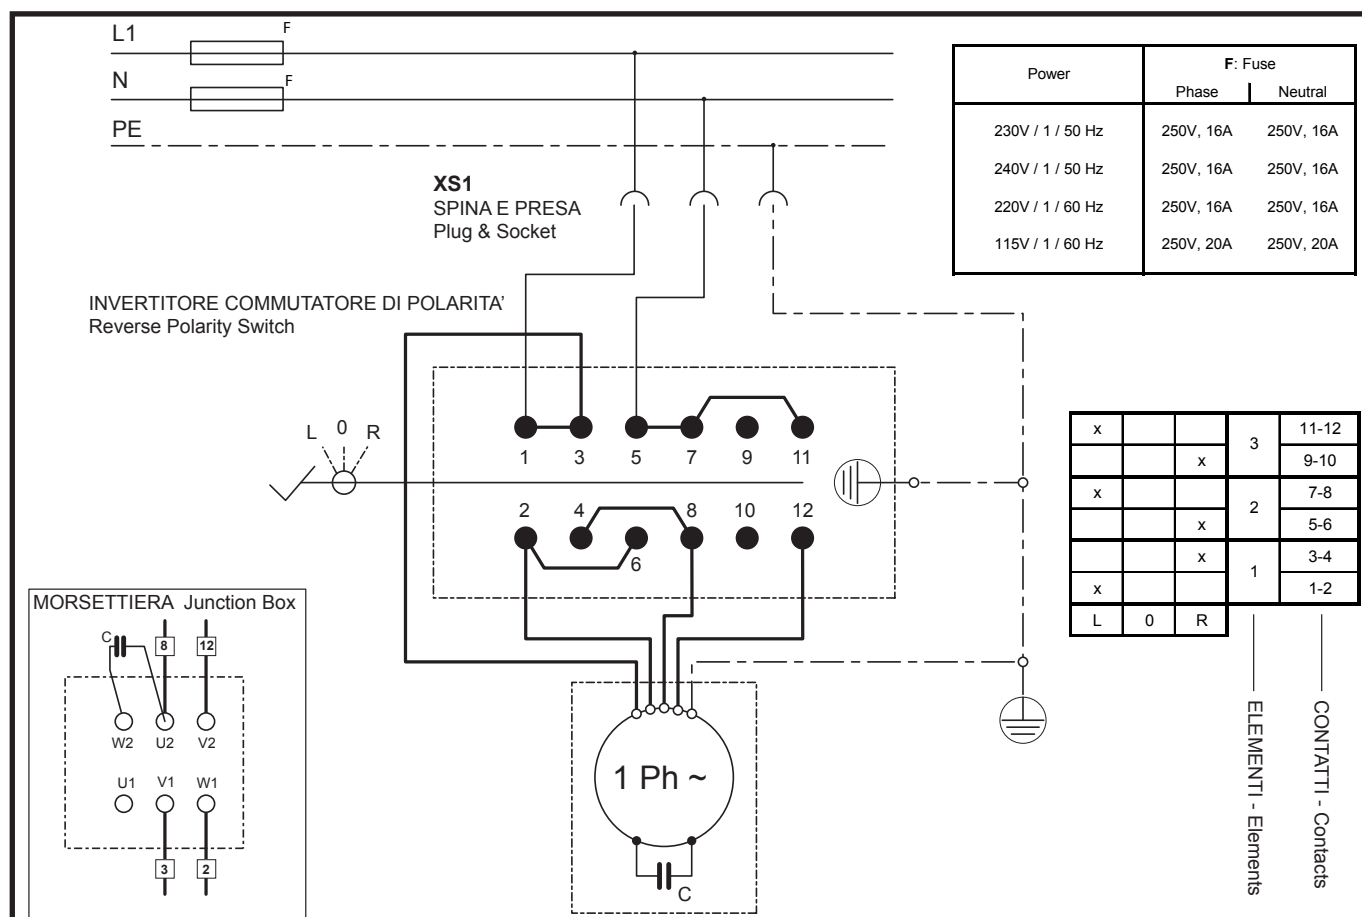 L1
F
N
F
PE
Power
F: Fuse
Phase Neutral
230V / 1 / 50 Hz 250V, 16A 250V, 16A
240V / 1 / 50 Hz 250V, 16A 250V, 16A
220V / 1 / 60 Hz 250V, 16A 250V, 16A
115V / 1 / 60 Hz 250V, 20A 250V, 20A
XS1
SPINA E PRESA
Plug & Socket
INVERTITORE COMMUTATORE DI POLARITA’
Reverse Polarity Switch
L 0 R
1 3 5 7 9 11
2 4 8 10 12
6
x 3 11-12
x 9-10
x 2 7-8
x 5-6
x 1 3-4
x 1-2
L 0 R
ELEMENTI - Elements
CONTATTI - Contacts
MORSETTIERA Junction Box
C 8 12
W2 U2 V2
U1 V1 W1
3 2
1 Ph ~
C